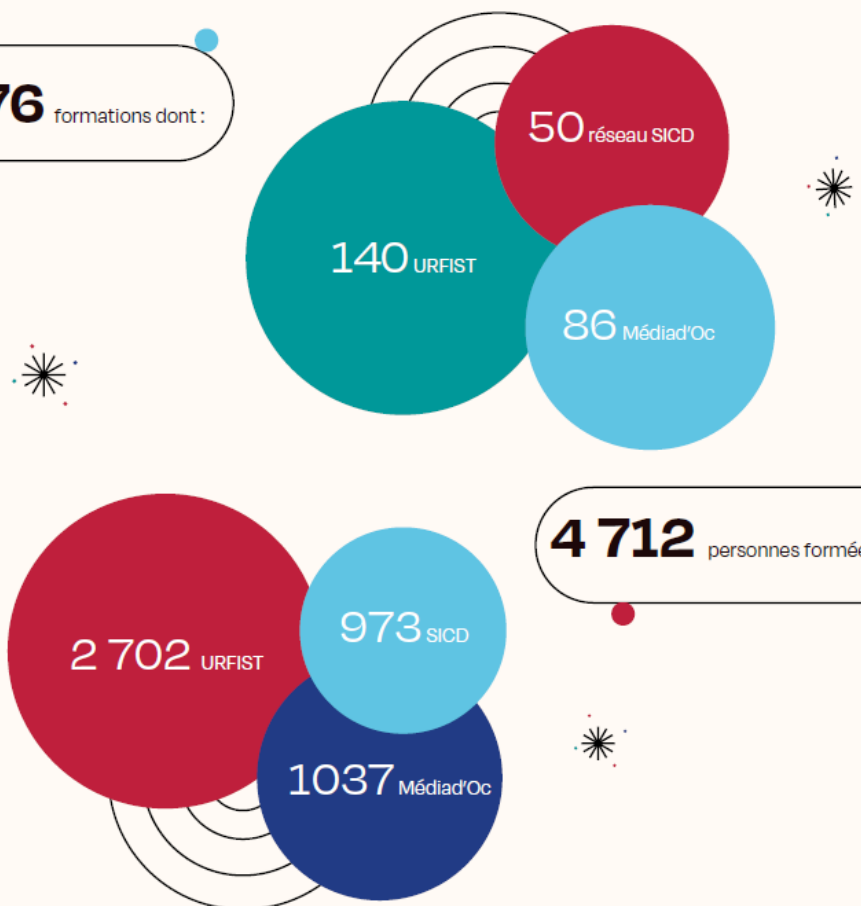 76 formations dont :
50 réseau SICD
140 URFIST
86 Médiad'Oc
4 712 personnes formée
973 SICD
2 702 URFIST
1037 Médiad'Oc